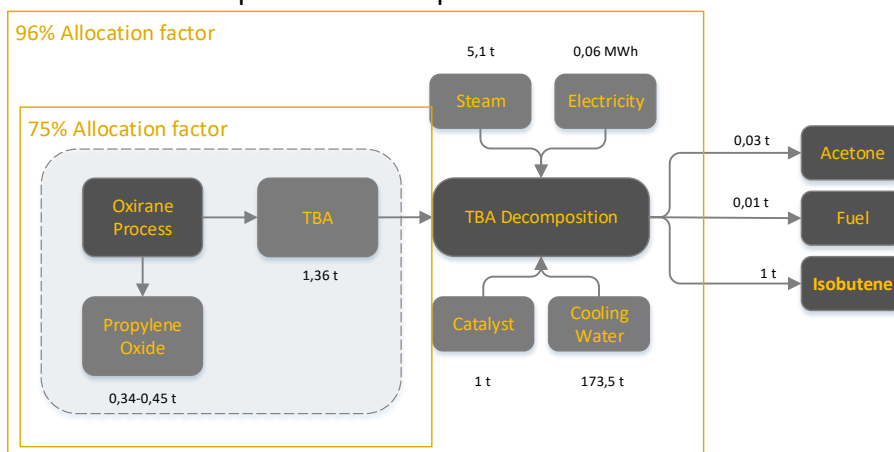 96% Allocation factor
5,1 t
0,06 MWh
Steam
Electricity
75% Allocation factor
0,03 t
Acetone
Oxirane
Process
TBA
TBA Decomposition
0,01 t
Fuel
1,36 t
1 t
Isobutene
Propylene
Oxide
Catalyst
Cooling
Water
0,34-0,45 t
1 t
173,5 t